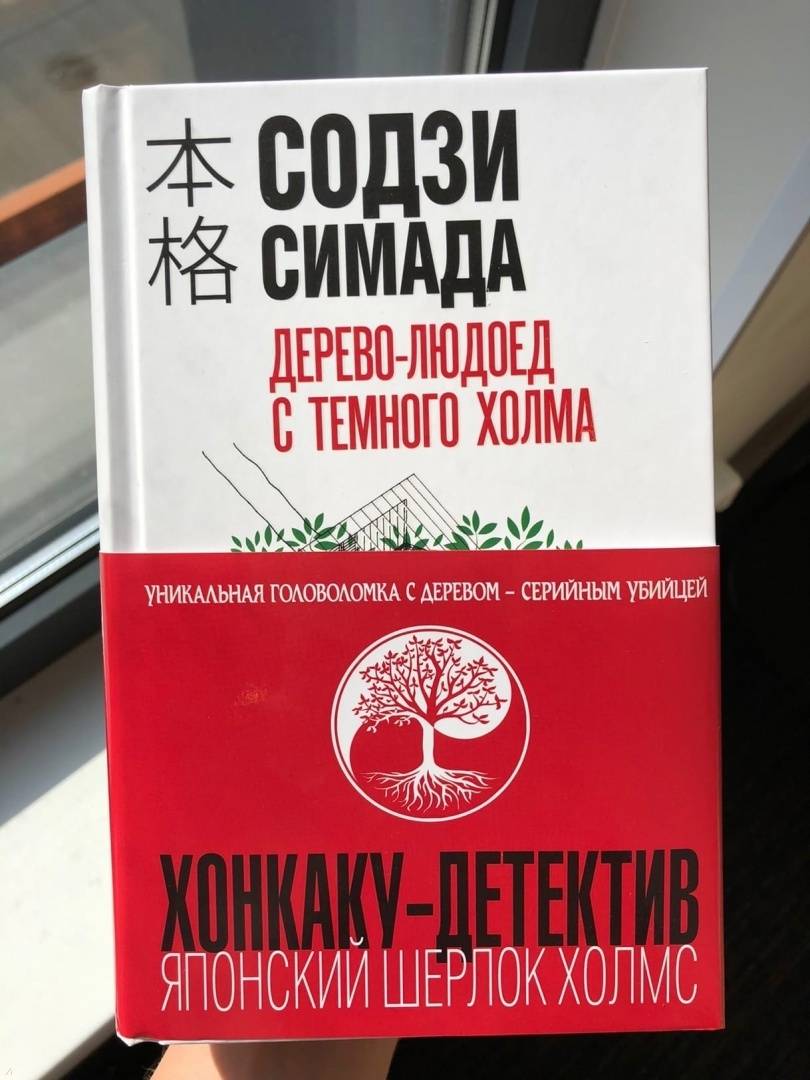 本格
СОДЗИ
СИМАДА
ДЕРЕВО-ЛЮДОЕД
С ТЕМНОГО ХОЛМА
УНИКАЛЬНАЯ ГОЛОВОЛОМКА С ДЕРЕВОМ – СЕРИЙНЫМ УБИЙЦЕЙ
ХОНКАКУ-ДЕТЕКТИВ
ЯПОНСКИЙ ШЕРЛОК ХОЛМС